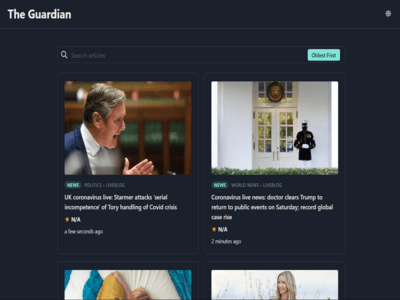 The Guardian
Search articles
Oldest Frist
NEWS POLITICS • LIVEBLOG
UK coronavirus live: Starmer attacks 'serial
incompetence' of Tory handling of Covid crisis
N/A
a few seconds ago
NEWS WORLD NEWS • LIVEBLOG
Coronavirus live news: doctor clears Trump to
return to public events on Saturday; record global
case rise
N/A
2 minutes ago